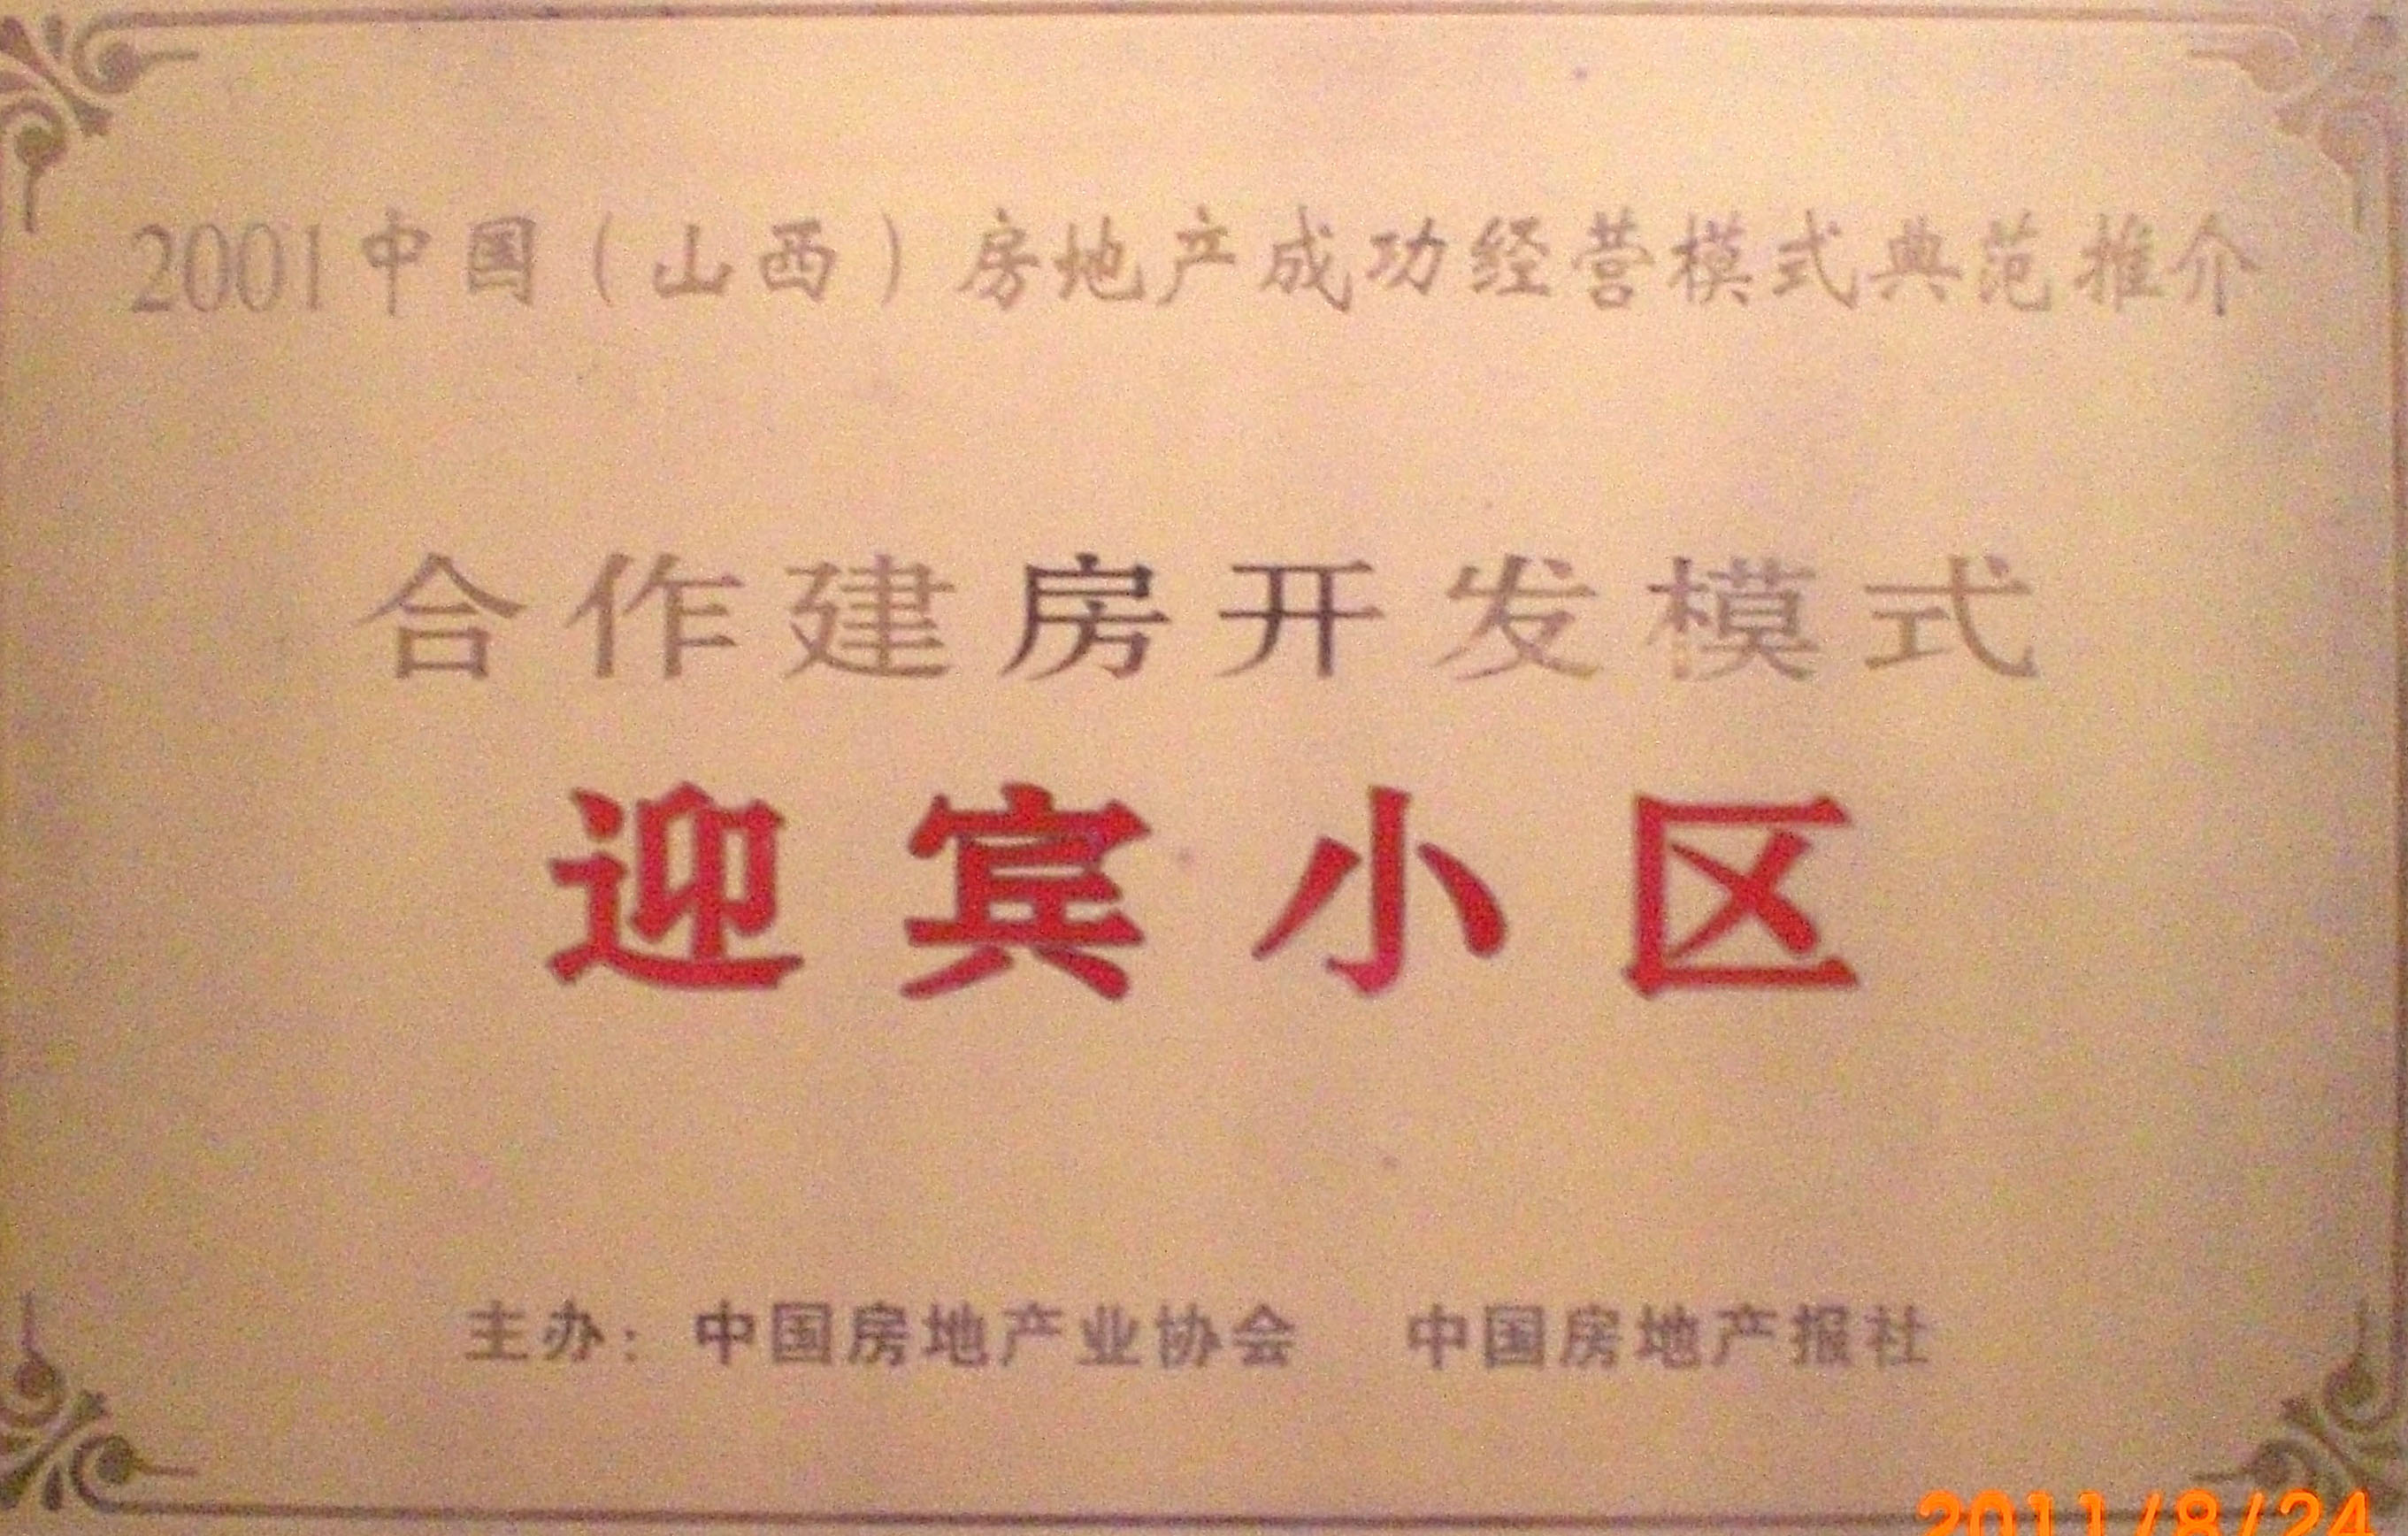 2001中国（山西）房地产成功经营模式典范推介
合作建房开发模式
迎宾小区
主办：中国房地产业协会 中国房地产报社
2011/8/24